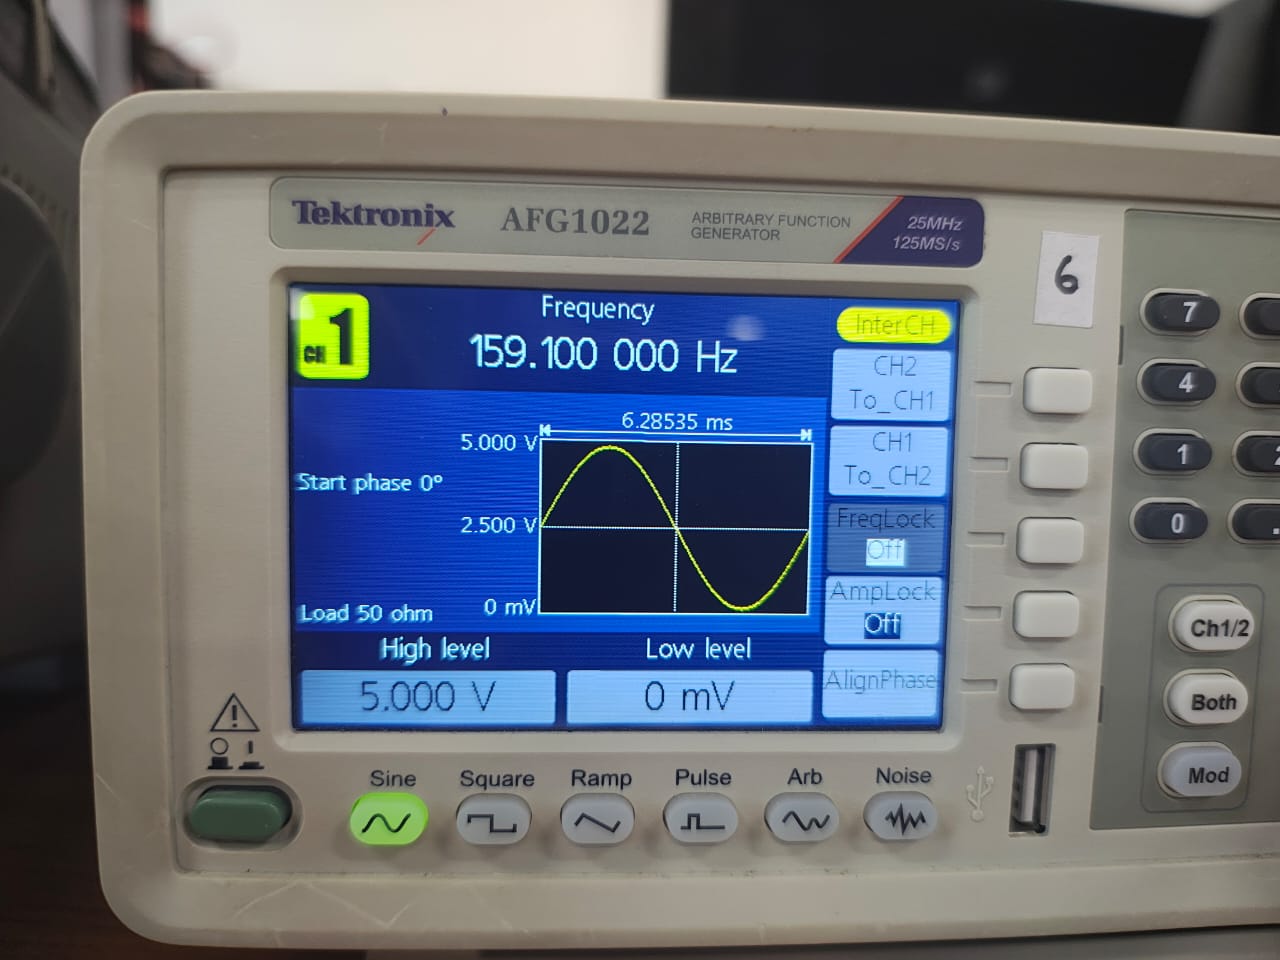 Tektronix AFG1022 ARBITRARY FUNCTION GENERATOR
25MHz
125MS/s
6
CH 1
Frequency
159.100 000 Hz
InterCH
CH2
To_CH1
CH1
To_CH2
FreqLock
Off
AmpLock
Off
AlignPhase
6.28535 ms
5.000 V
Start phase 0°
2.500 V
Load 50 ohm
0 mV
High level
Low level
5.000 V
0 mV
Sine
Square
Ramp
Pulse
Arb
Noise
7
4
1
0
Ch1/2
Both
Mod